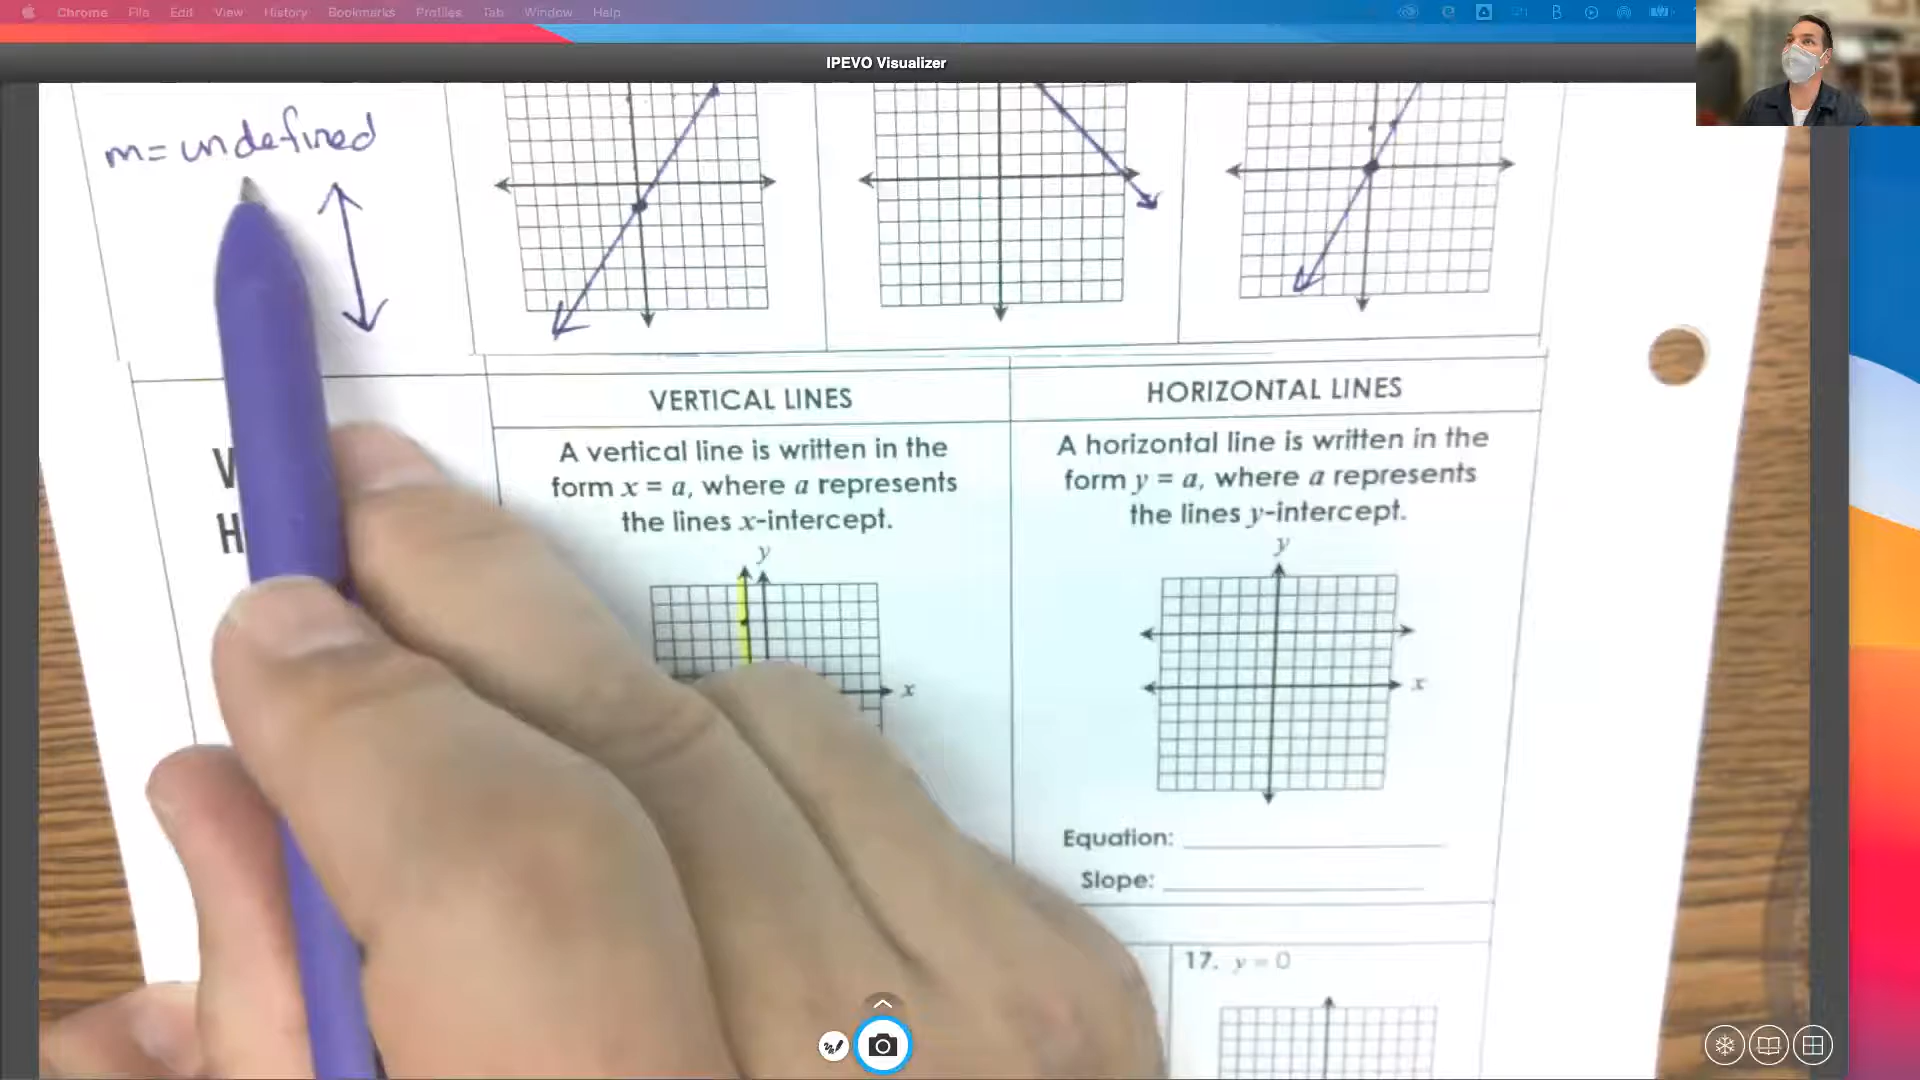 Chrome File Edit View History Bookmarks Profiles Tab Window Help
IPEVO Visualizer
m = undefined
VERTICAL LINES
A vertical line is written in the
form x = a, where a represents
the lines x-intercept.
y
x
HORIZONTAL LINES
A horizontal line is written in the
form y = a, where a represents
the lines y-intercept.
y
x
Equation:
Slope:
17. y = 0